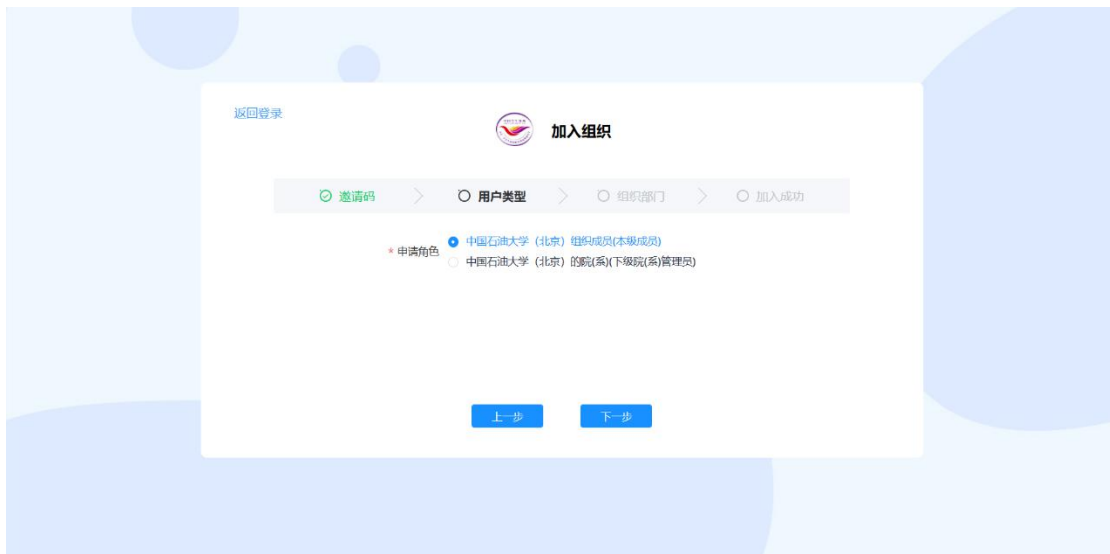 返回登录
加入组织
邀请码 用户类型 组织部门 加入成功
* 申请角色
中国石油大学（北京）组织成员(本级成员)
中国石油大学（北京）的院(系)(下级院(系)管理员)
上一步 下一步